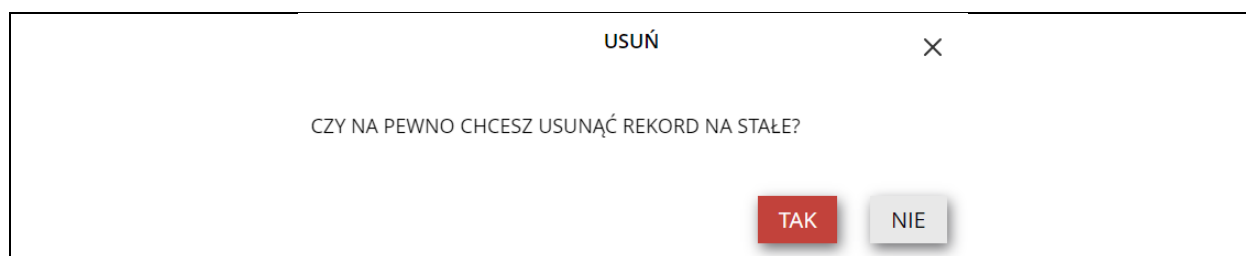 USUŃ
CZY NA PEWNO CHCESZ USUNĄĆ REKORD NA STAŁE?
TAK NIE